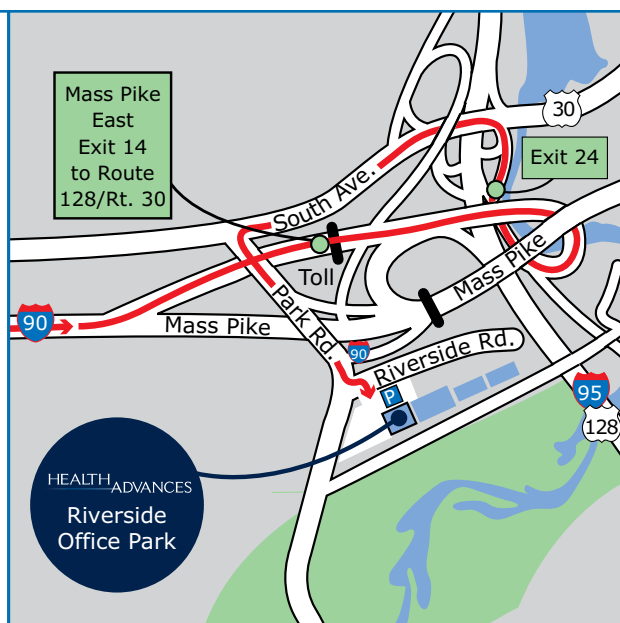 Mass Pike
East
Exit 14
to Route
128/Rt. 30
30
Exit 24
South Ave.
Toll
Mass Pike
90
Mass Pike
Park Rd.
90
Riverside Rd.
P
95
128
HEALTH ADVANCES
Riverside
Office Park